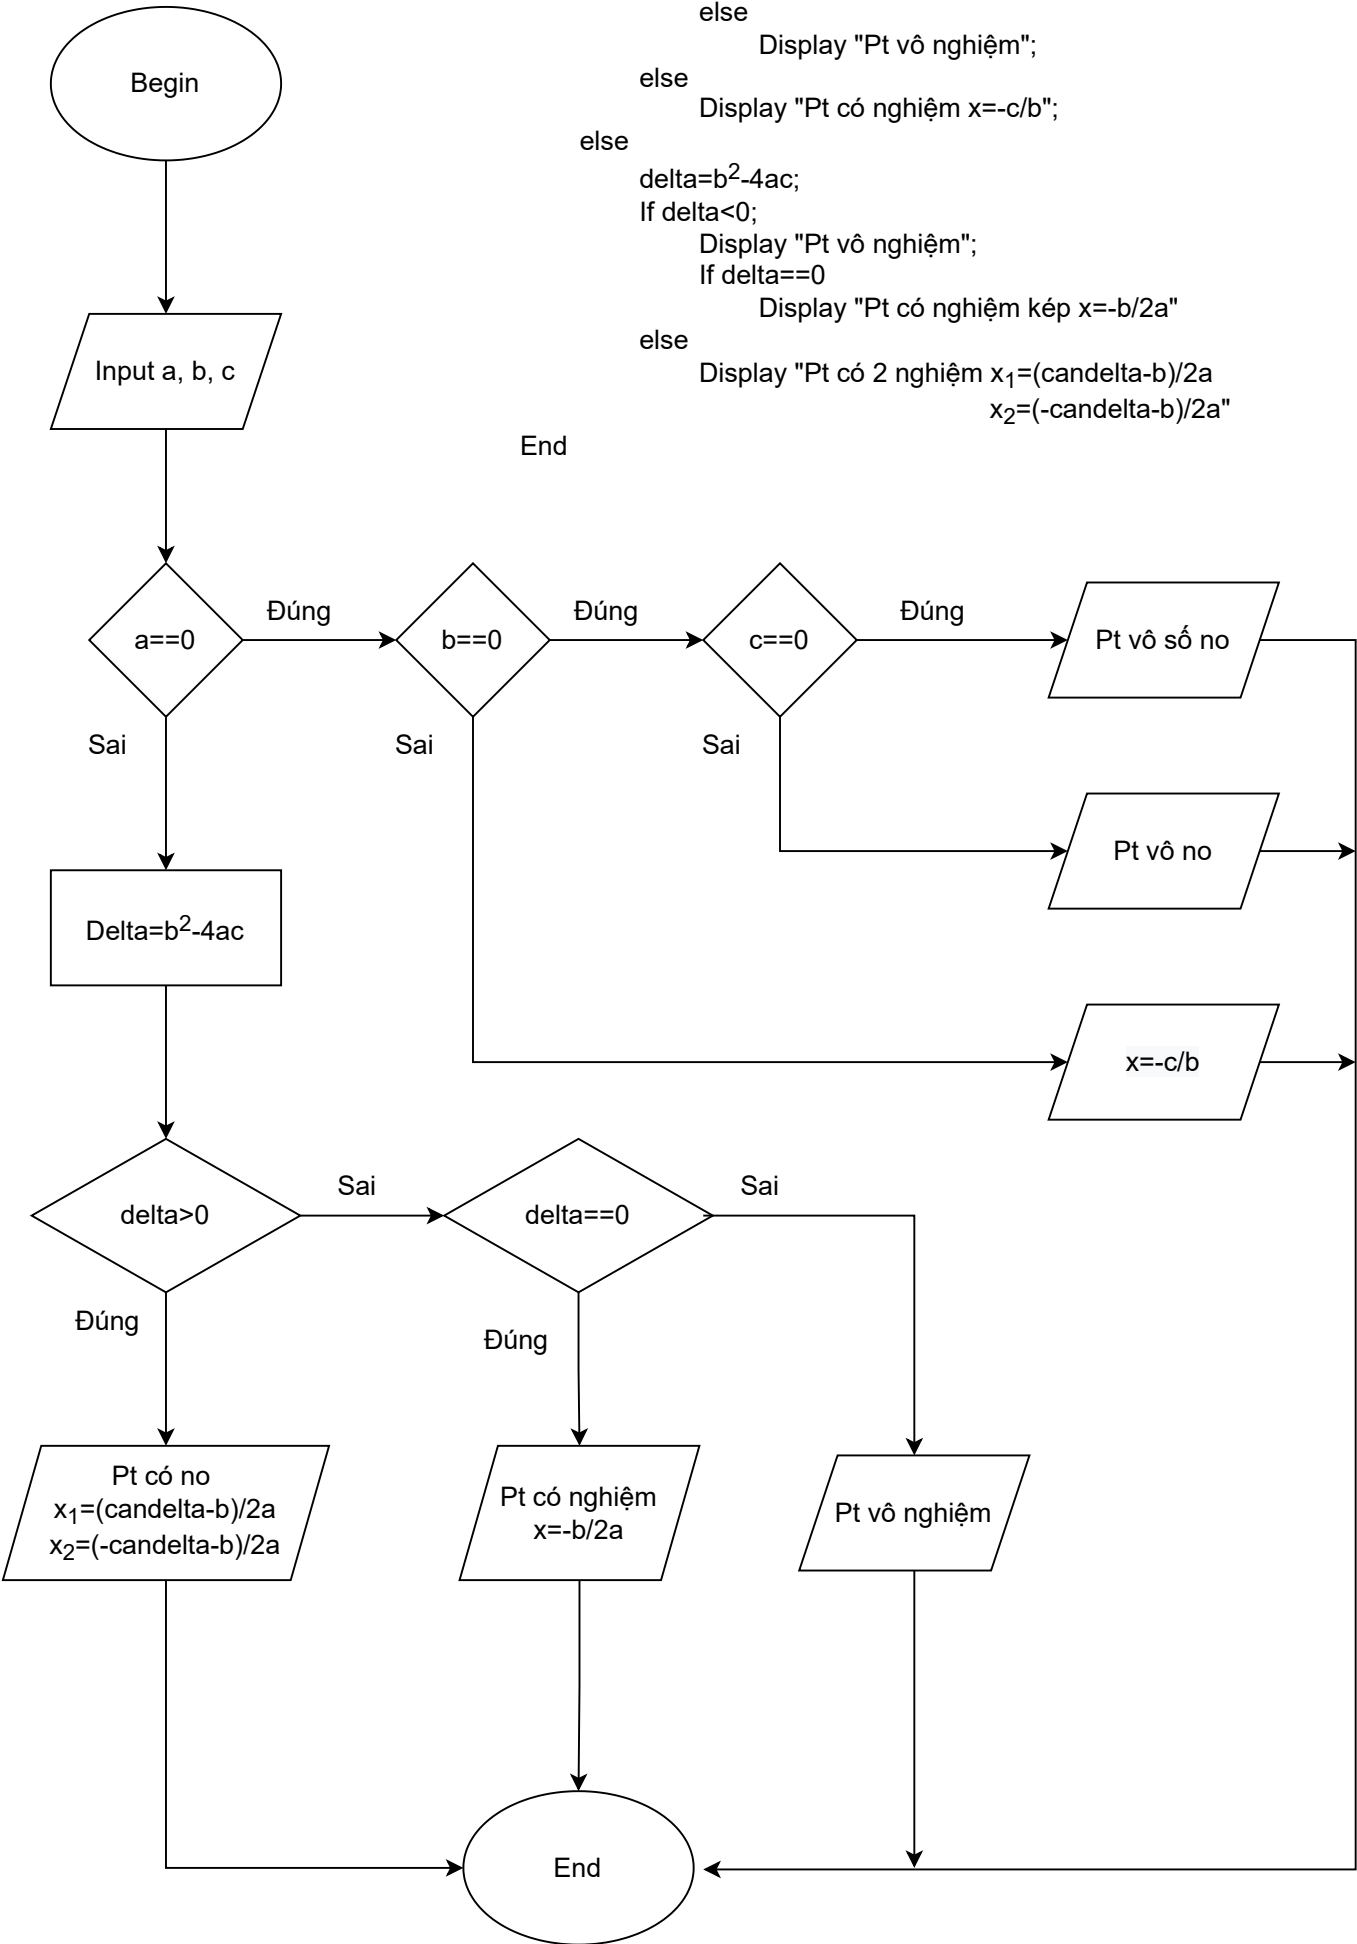 else
Display "Pt vô nghiệm";
else
Display "Pt có nghiệm x=-c/b";
else
delta=b²-4ac;
If delta<0;
Display "Pt vô nghiệm";
If delta==0
Display "Pt có nghiệm kép x=-b/2a"
else
Display "Pt có 2 nghiệm x₁=(candelta-b)/2a
x₂=(-candelta-b)/2a"
End
Begin
Input a, b, c
a==0
Đúng
b==0
Đúng
c==0
Đúng
Pt vô số no
Sai
Sai
Sai
Pt vô no
Delta=b²-4ac
x=-c/b
delta>0
Sai
delta==0
Sai
Đúng
Đúng
Pt có no
x₁=(candelta-b)/2a
x₂=(-candelta-b)/2a
Pt có nghiệm
x=-b/2a
Pt vô nghiệm
End